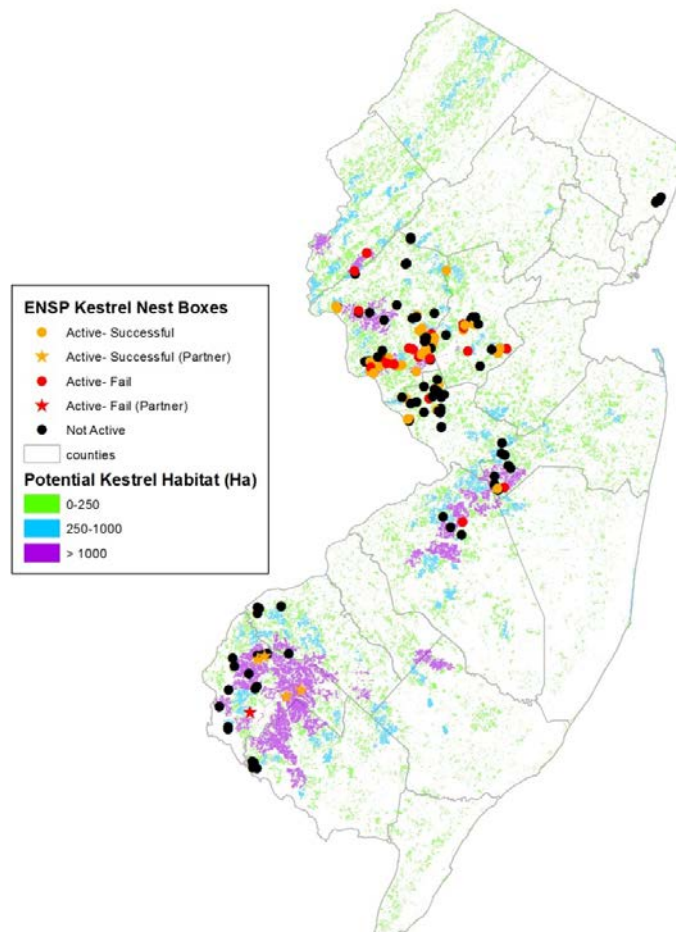 ENSP Kestrel Nest Boxes
Active- Successful
Active- Successful (Partner)
Active- Fail
Active- Fail (Partner)
Not Active
counties
Potential Kestrel Habitat (Ha)
0-250
250-1000
> 1000